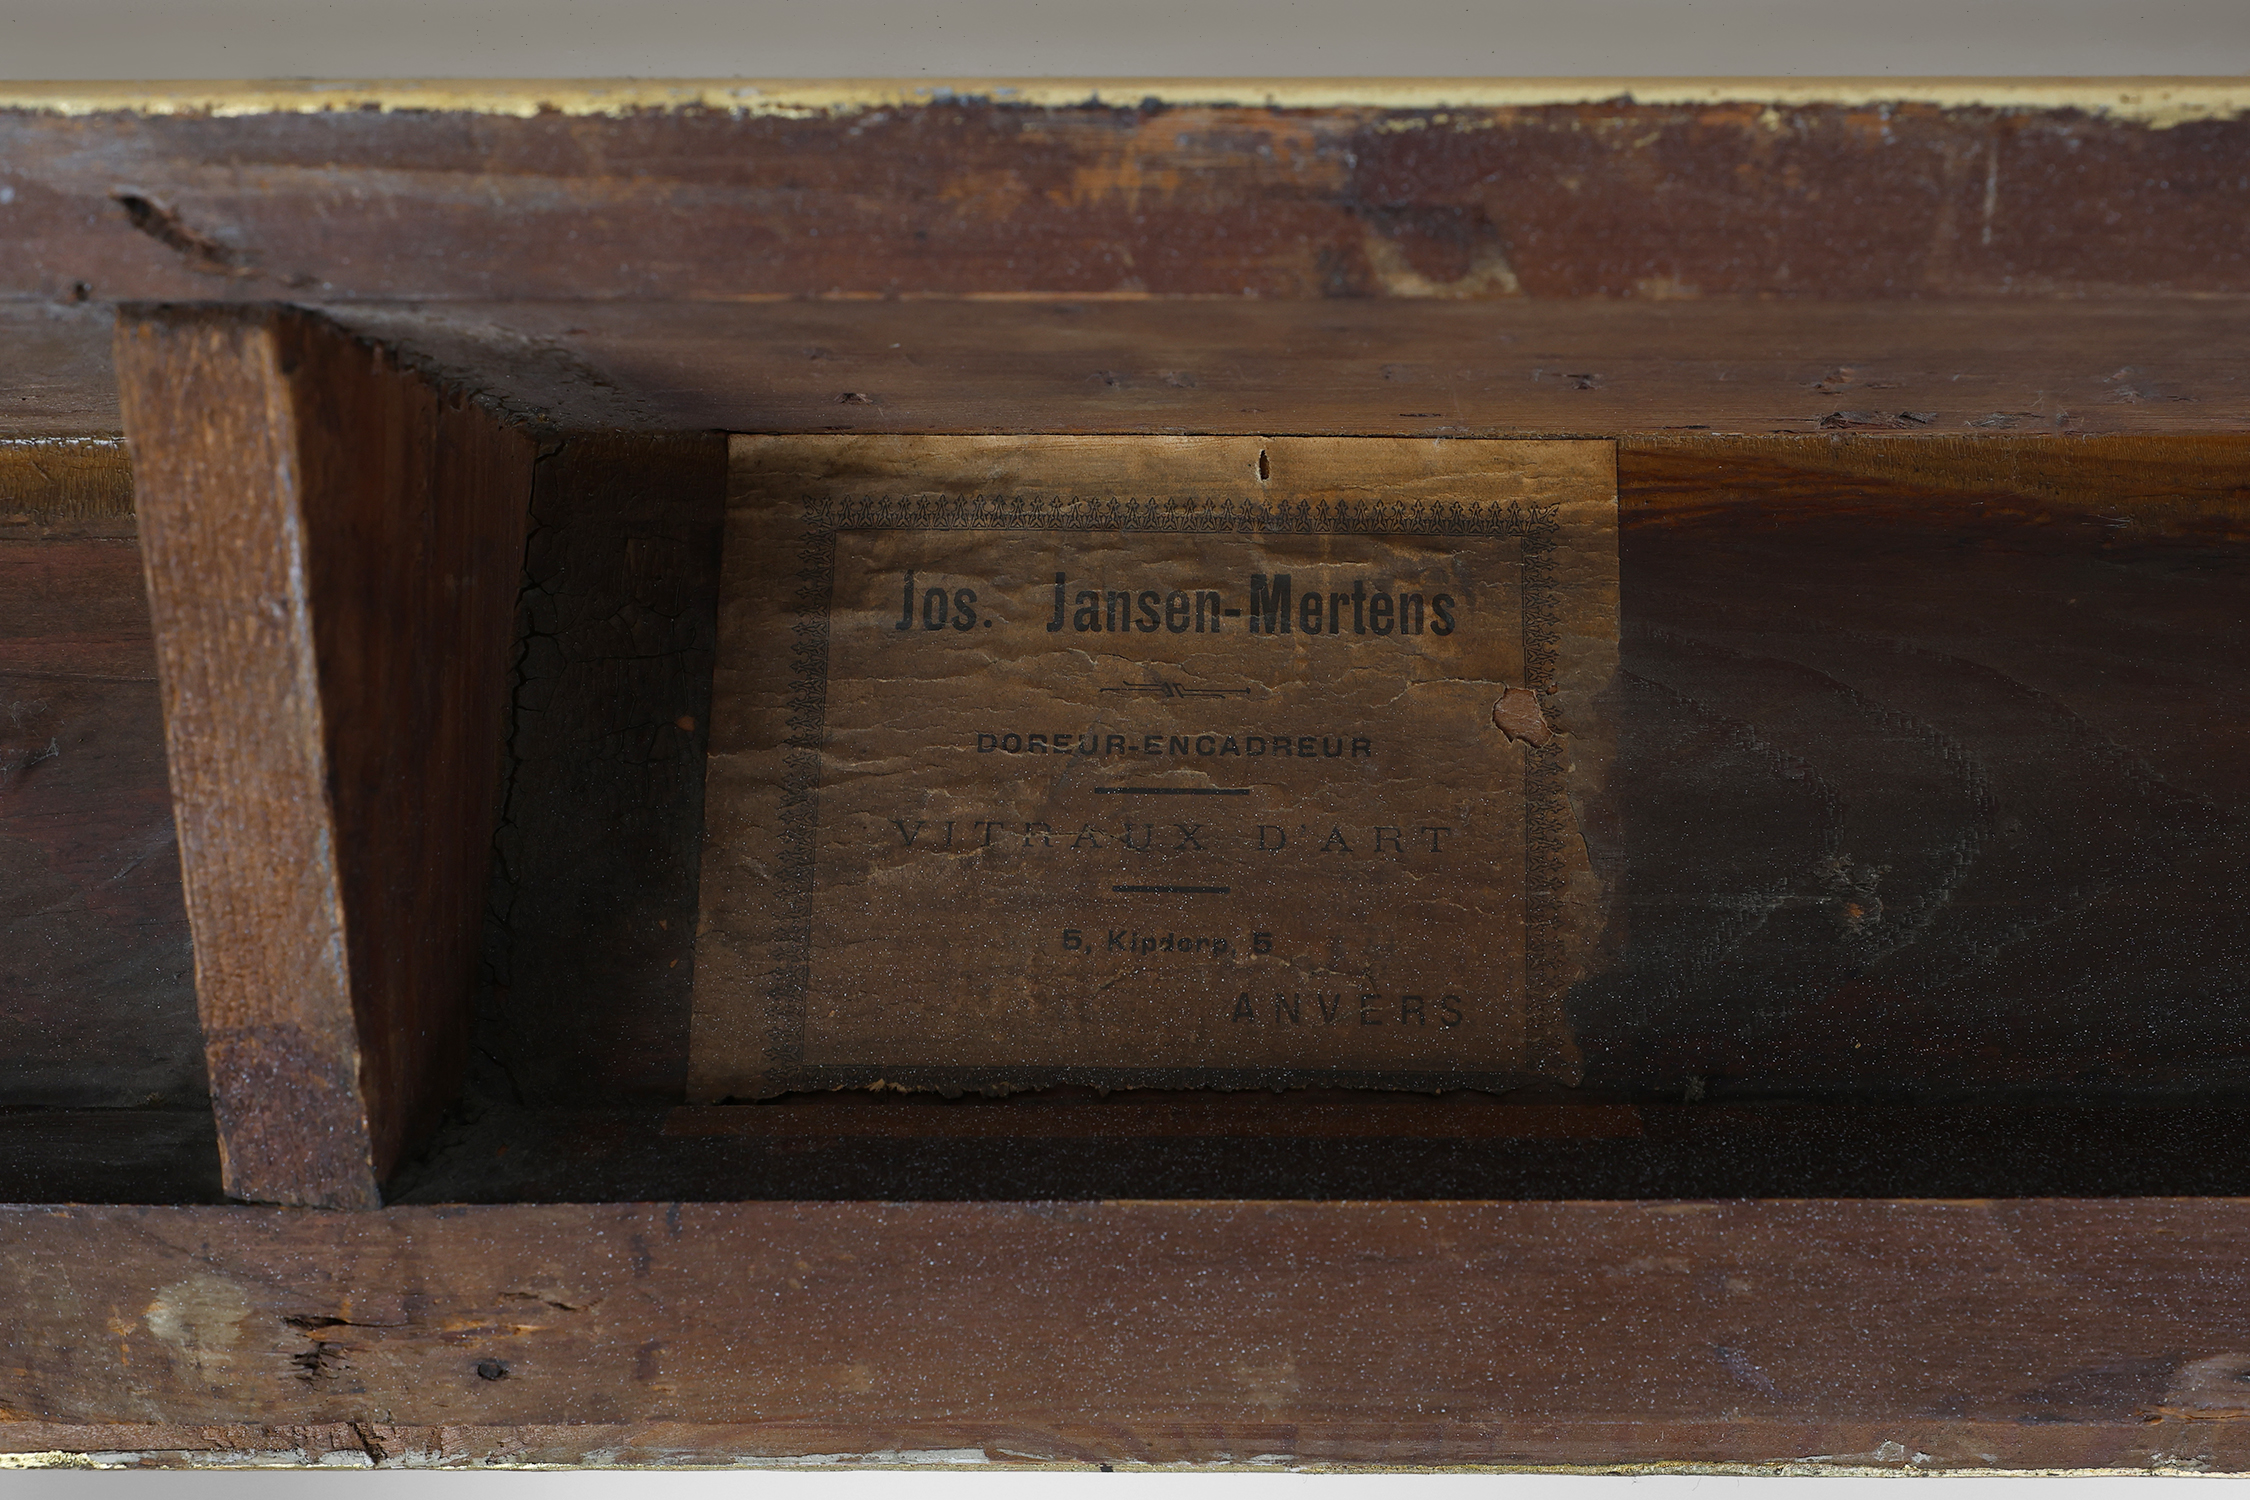 Jos. Jansen-Mertens
DOREUR-ENCADREUR
VITRAUX D'ART
5, Kipdorp, 5
ANVERS